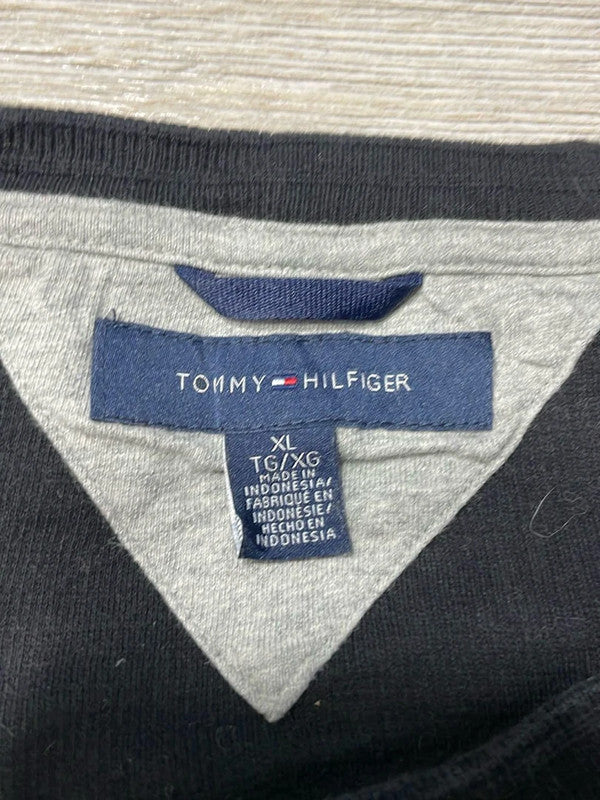 TOMMY HILFIGER
XL
TG/XG
MADE IN
INDONESIA/
FABRIQUÉ EN
INDONÉSIE/
HECHO EN
INDONESIA